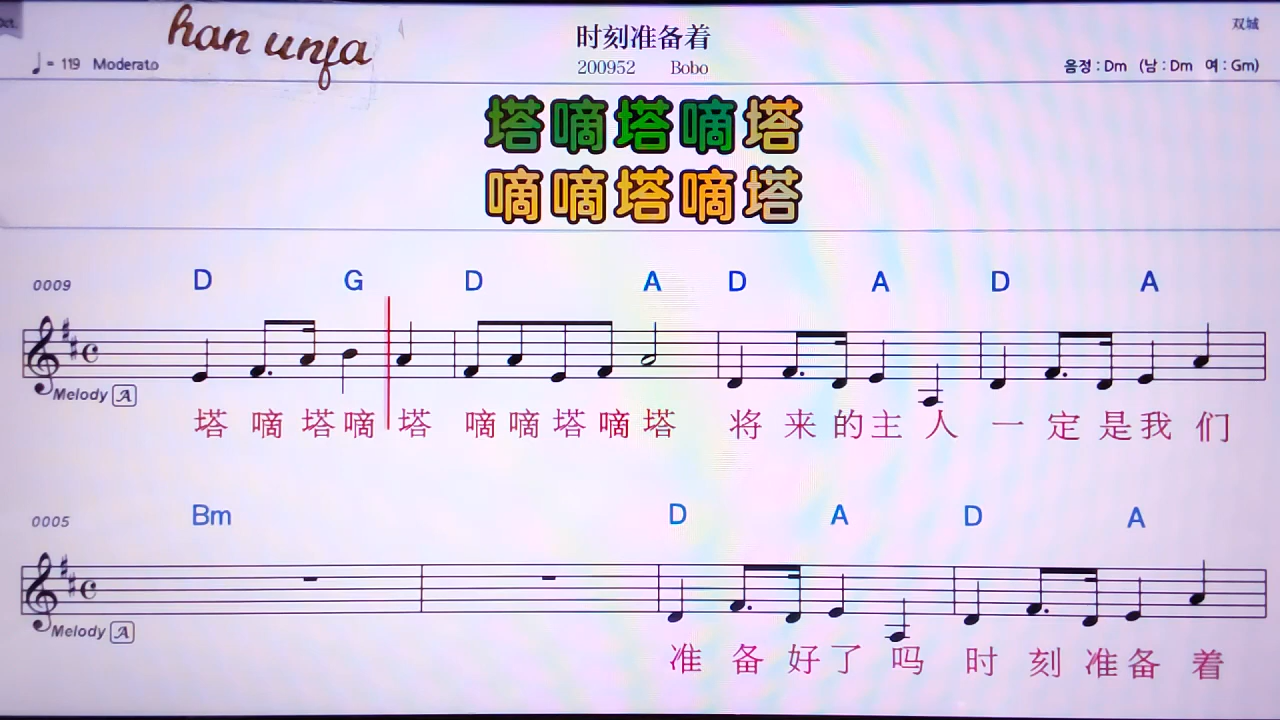 han unfa
时刻准备着
双城
♩= 119 Moderato
200952 Bobo
음정 : Dm (남 : Dm 여 : Gm)
塔嘀塔嘀塔
嘀嘀塔嘀塔
0009 D G D A D A D A
Melody A
塔 嘀 塔 嘀 塔 嘀 嘀 塔 嘀 塔 将 来 的 主 人 一 定 是 我 们
0005 Bm D A D A
Melody A
准 备 好 了 吗 时 刻 准 备 着